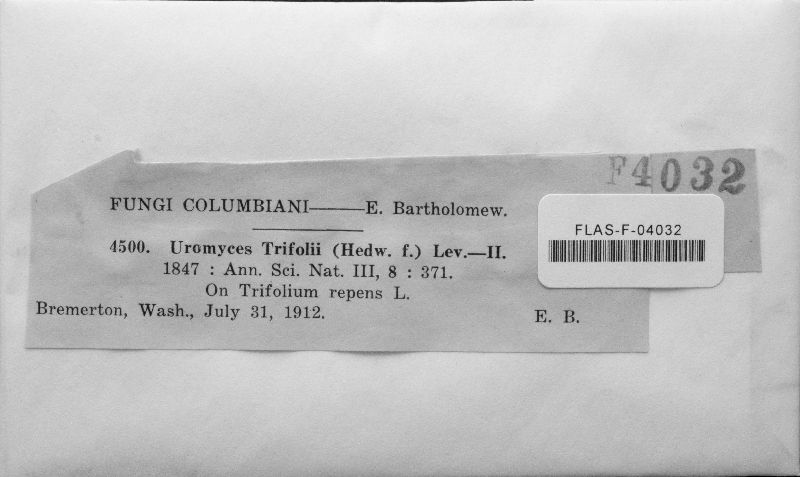 F4032
FUNGI COLUMBIANI———E. Bartholomew.
FLAS-F-04032
4500. Uromyces Trifolii (Hedw. f.) Lev.—II.
1847 : Ann. Sci. Nat. III, 8 : 371.
On Trifolium repens L.
Bremerton, Wash., July 31, 1912. E. B.